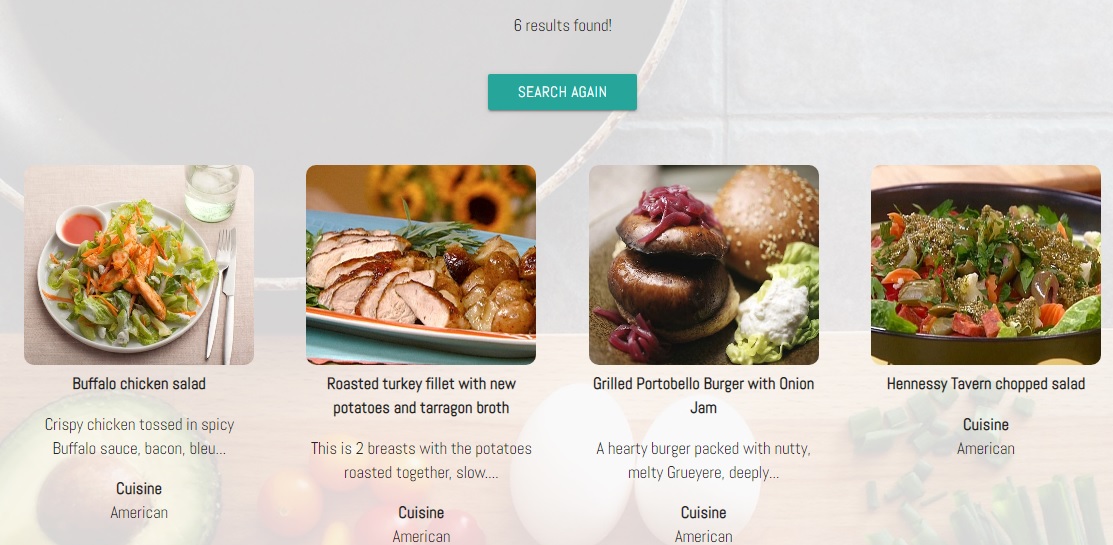 6 results found!
SEARCH AGAIN
Buffalo chicken salad
Crispy chicken tossed in spicy
Buffalo sauce, bacon, bleu...
Cuisine
American
Roasted turkey fillet with new
potatoes and tarragon broth
This is 2 breasts with the potatoes
roasted together, slow....
Cuisine
American
Grilled Portobello Burger with Onion
Jam
A hearty burger packed with nutty,
melty Grueyere, deeply...
Cuisine
American
Hennessy Tavern chopped salad
Cuisine
American